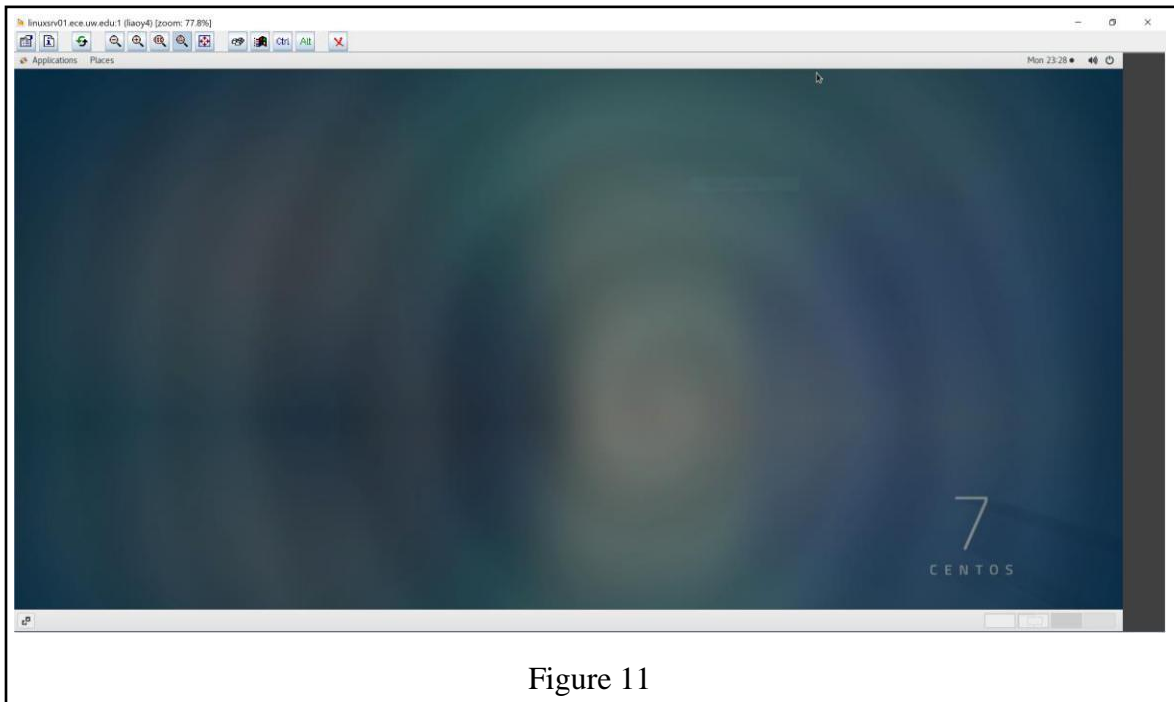 linuxsrv01.ece.uw.edu:1 (liaoy4) [zoom: 77.8%]
Ctrl Alt
Applications Places Mon 23:28
7
CENTOS
Figure 11